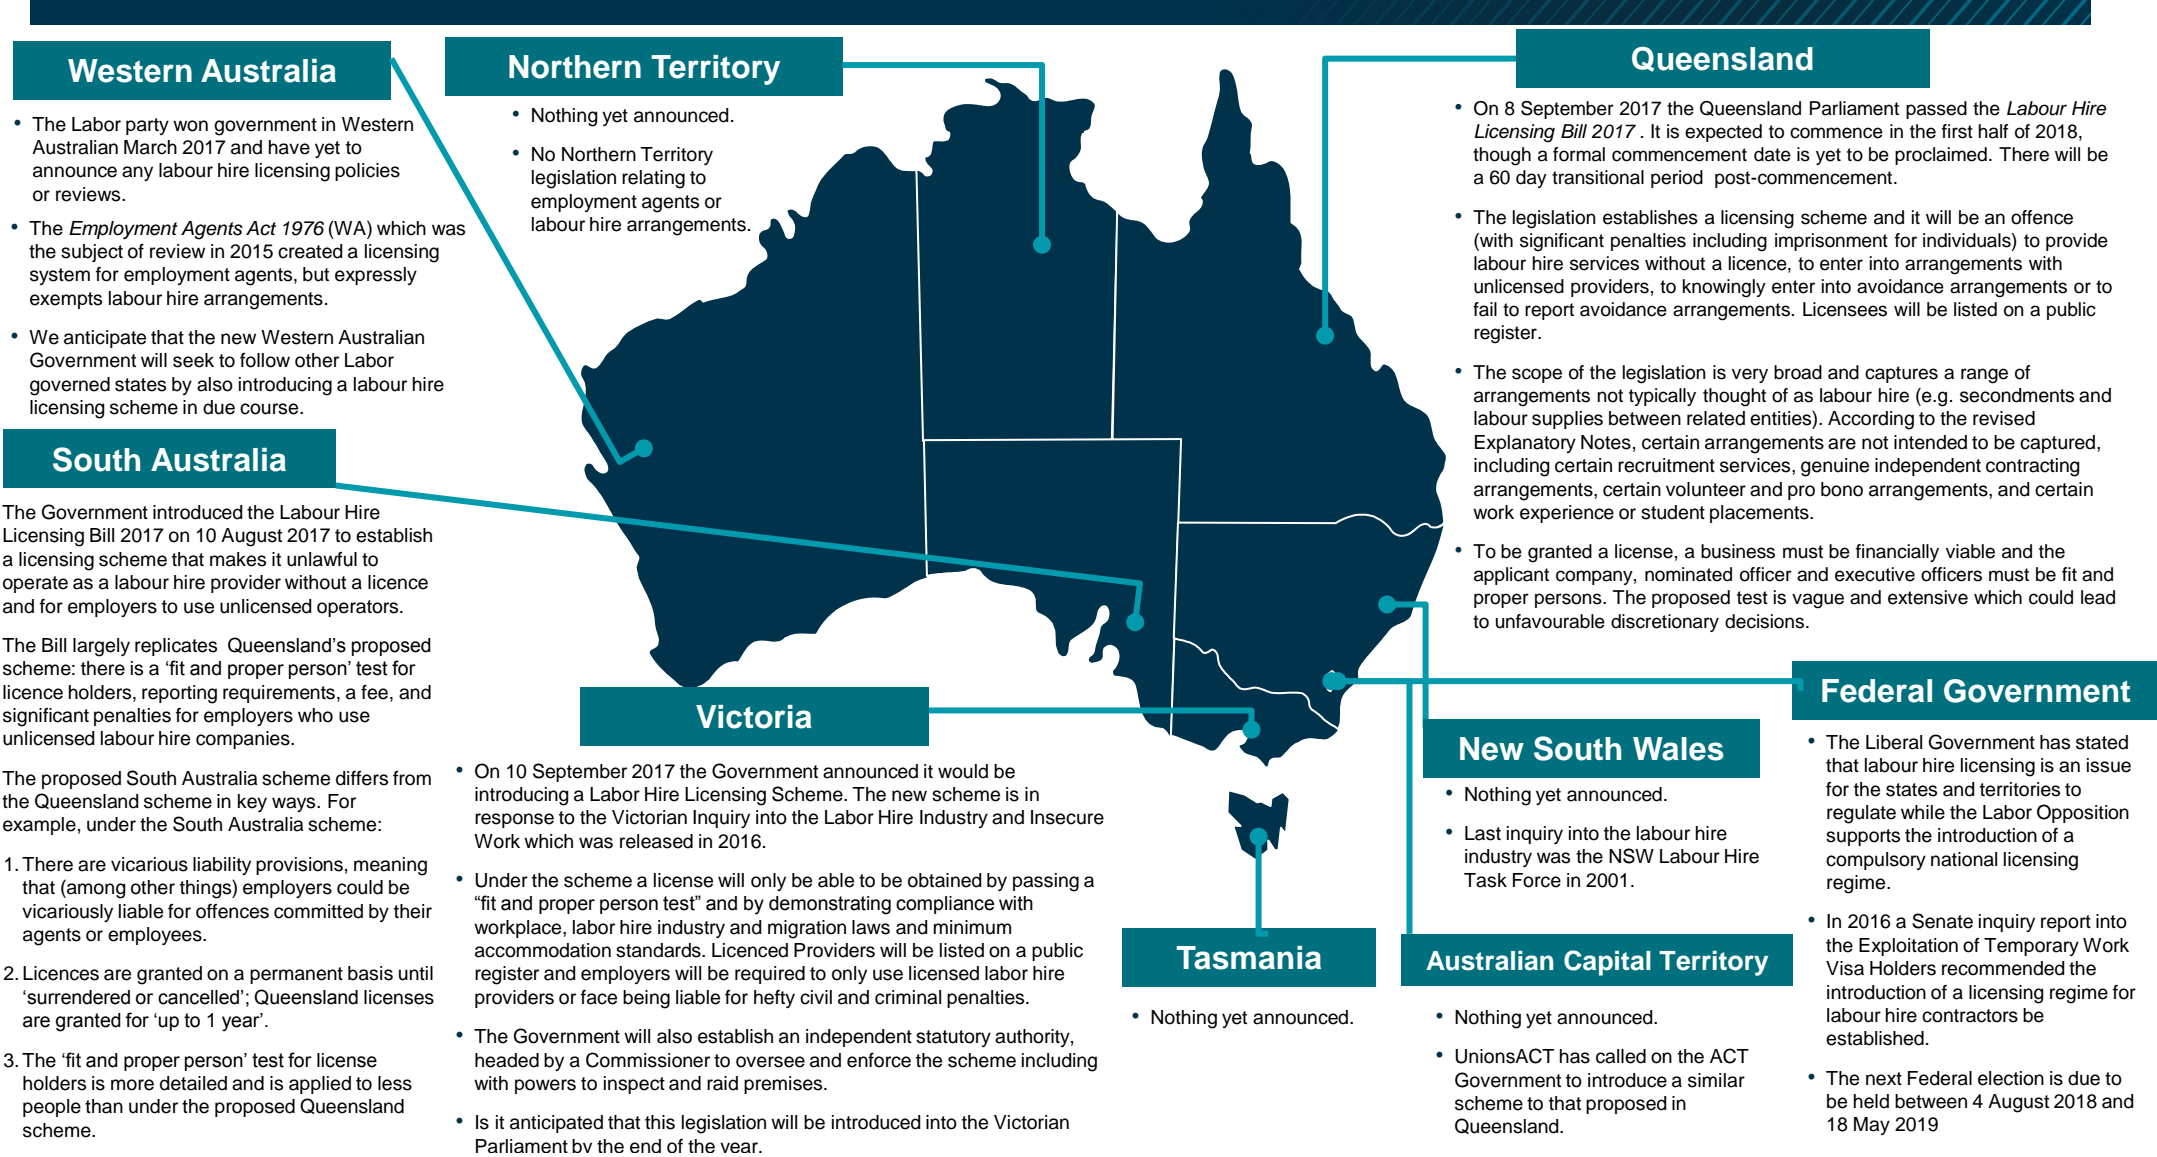 Western Australia
• The Labor party won government in Western
Australian March 2017 and have yet to
announce any labour hire licensing policies
or reviews.
• The Employment Agents Act 1976 (WA) which was
the subject of review in 2015 created a licensing
system for employment agents, but expressly
exempts labour hire arrangements.
• We anticipate that the new Western Australian
Government will seek to follow other Labor
governed states by also introducing a labour hire
licensing scheme in due course.
South Australia
The Government introduced the Labour Hire
Licensing Bill 2017 on 10 August 2017 to establish
a licensing scheme that makes it unlawful to
operate as a labour hire provider without a licence
and for employers to use unlicensed operators.
The Bill largely replicates Queensland's proposed
scheme: there is a ‘fit and proper person’ test for
licence holders, reporting requirements, a fee, and
significant penalties for employers who use
unlicensed labour hire companies.
The proposed South Australia scheme differs from
the Queensland scheme in key ways. For
example, under the South Australia scheme:
1. There are vicarious liability provisions, meaning
that (among other things) employers could be
vicariously liable for offences committed by their
agents or employees.
2. Licences are granted on a permanent basis until
‘surrendered or cancelled’; Queensland licenses
are granted for ‘up to 1 year’.
3. The ‘fit and proper person’ test for license
holders is more detailed and is applied to less
people than under the proposed Queensland
scheme.
Northern Territory
• Nothing yet announced.
• No Northern Territory
legislation relating to
employment agents or
labour hire arrangements.
Victoria
• On 10 September 2017 the Government announced it would be
introducing a Labor Hire Licensing Scheme. The new scheme is in
response to the Victorian Inquiry into the Labor Hire Industry and Insecure
Work which was released in 2016.
• Under the scheme a license will only be able to be obtained by passing a
“fit and proper person test” and by demonstrating compliance with
workplace, labor hire industry and migration laws and minimum
accommodation standards. Licenced Providers will be listed on a public
register and employers will be required to only use licensed labor hire
providers or face being liable for hefty civil and criminal penalties.
• The Government will also establish an independent statutory authority,
headed by a Commissioner to oversee and enforce the scheme including
with powers to inspect and raid premises.
• Is it anticipated that this legislation will be introduced into the Victorian
Parliament by the end of the year.
Queensland
• On 8 September 2017 the Queensland Parliament passed the Labour Hire
Licensing Bill 2017 . It is expected to commence in the first half of 2018,
though a formal commencement date is yet to be proclaimed. There will be
a 60 day transitional period post-commencement.
• The legislation establishes a licensing scheme and it will be an offence
(with significant penalties including imprisonment for individuals) to provide
labour hire services without a licence, to enter into arrangements with
unlicensed providers, to knowingly enter into avoidance arrangements or to
fail to report avoidance arrangements. Licensees will be listed on a public
register.
• The scope of the legislation is very broad and captures a range of
arrangements not typically thought of as labour hire (e.g. secondments and
labour supplies between related entities). According to the revised
Explanatory Notes, certain arrangements are not intended to be captured,
including certain recruitment services, genuine independent contracting
arrangements, certain volunteer and pro bono arrangements, and certain
work experience or student placements.
• To be granted a license, a business must be financially viable and the
applicant company, nominated officer and executive officers must be fit and
proper persons. The proposed test is vague and extensive which could lead
to unfavourable discretionary decisions.
New South Wales
• Nothing yet announced.
• Last inquiry into the labour hire
industry was the NSW Labour Hire
Task Force in 2001.
Tasmania
• Nothing yet announced.
Australian Capital Territory
• Nothing yet announced.
• UnionsACT has called on the ACT
Government to introduce a similar
scheme to that proposed in
Queensland.
Federal Government
• The Liberal Government has stated
that labour hire licensing is an issue
for the states and territories to
regulate while the Labor Opposition
supports the introduction of a
compulsory national licensing
regime.
• In 2016 a Senate inquiry report into
the Exploitation of Temporary Work
Visa Holders recommended the
introduction of a licensing regime for
labour hire contractors be
established.
• The next Federal election is due to
be held between 4 August 2018 and
18 May 2019